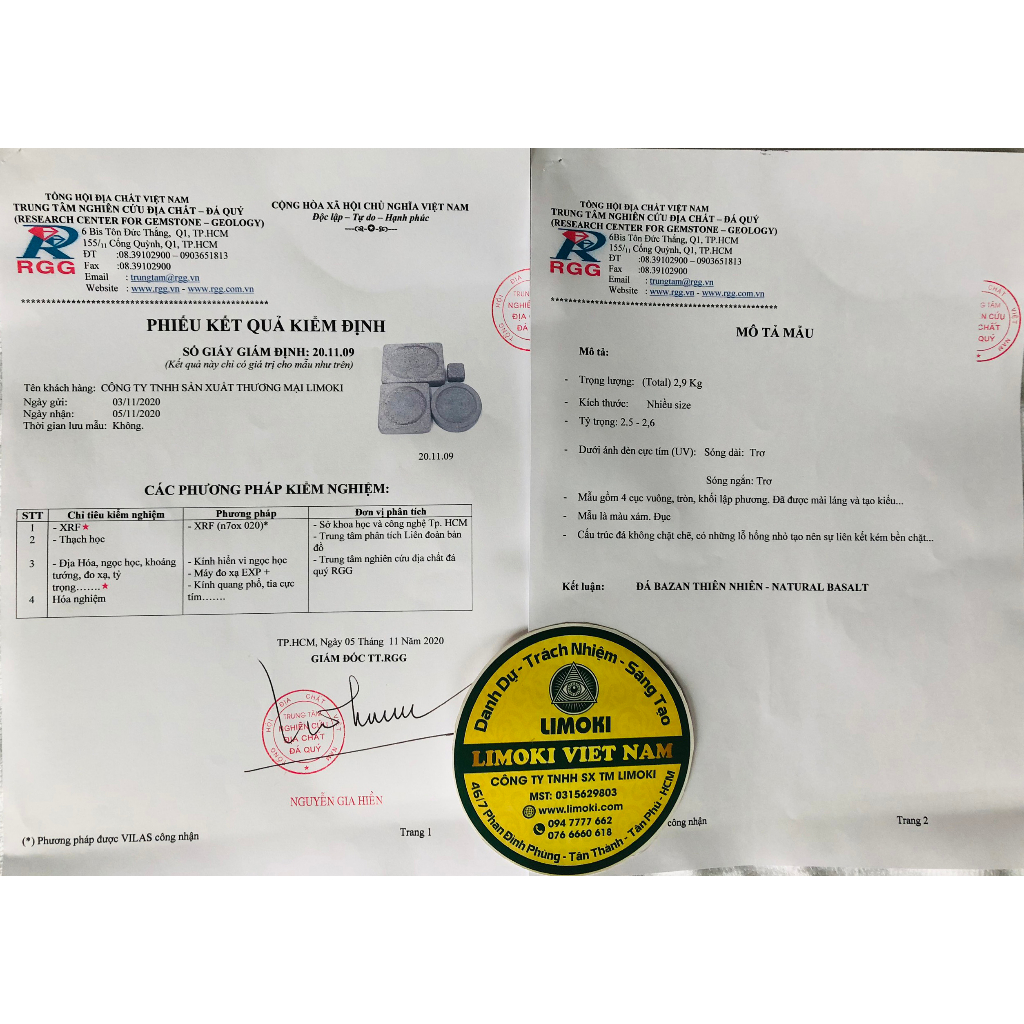 TỔNG HỘI ĐỊA CHẤT VIỆT NAM
TRUNG TÂM NGHIÊN CỨU ĐỊA CHẤT – ĐÁ QUÝ
(RESEARCH CENTER FOR GEMSTONE – GEOLOGY)
RGG
6 Bis Tôn Đức Thắng, Q1, TP.HCM
155/11 Cống Quỳnh, Q1, TP.HCM
ĐT :08.39102900 – 0903651813
Fax :08.39102900
Email : trungtam@rgg.vn
Website : www.rgg.vn - www.rgg.com.vn
CỘNG HÒA XÃ HỘI CHỦ NGHĨA VIỆT NAM
Độc lập – Tự do – Hạnh phúc
PHIẾU KẾT QUẢ KIỂM ĐỊNH
SỐ GIẤY GIÁM ĐỊNH: 20.11.09
(Kết quả này chỉ có giá trị cho mẫu như trên)
Tên khách hàng: CÔNG TY TNHH SẢN XUẤT THƯƠNG MẠI LIMOKI
Ngày gửi: 03/11/2020
Ngày nhận: 05/11/2020
Thời gian lưu mẫu: Không.
20.11.09
CÁC PHƯƠNG PHÁP KIỂM NGHIỆM:
STT Chỉ tiêu kiểm nghiệm Phương pháp Đơn vị phân tích
1 - XRF★ - XRF (n7ox 020)* - Sở khoa học và công nghệ Tp. HCM
2 - Thạch học - Trung tâm phân tích Liên đoàn bản đồ
3 - Địa Hóa, ngọc học, khoáng tướng, đo xạ, tỷ trọng…….★ - Kính hiển vi ngọc học - Trung tâm nghiên cứu địa chất đá quý RGG
- Máy đo xạ EXP +
- Kính quang phổ, tia cực tím…….
4 Hóa nghiệm
TP.HCM, Ngày 05 Tháng 11 Năm 2020
GIÁM ĐỐC TT.RGG
TỔNG HỘI ĐỊA CHẤT VIỆT NAM
TRUNG TÂM
NGHIÊN CỨU
ĐỊA CHẤT
ĐÁ QUÝ
NGUYỄN GIA HIỀN
(*) Phương pháp được VILAS công nhận
Trang 1
TỔNG HỘI ĐỊA CHẤT VIỆT NAM
TRUNG TÂM NGHIÊN CỨU ĐỊA CHẤT – ĐÁ QUÝ
(RESEARCH CENTER FOR GEMSTONE – GEOLOGY)
RGG
6Bis Tôn Đức Thắng, Q1, TP.HCM
155/11 Cống Quỳnh, Q1, TP.HCM
ĐT :08.39102900 – 0903651813
Fax :08.39102900
Email : trungtam@rgg.vn
Website : www.rgg.vn - www.rgg.com.vn
MÔ TẢ MẪU
Mô tả:
- Trọng lượng: (Total) 2,9 Kg
- Kích thước: Nhiều size
- Tỷ trọng: 2.5 - 2,6
- Dưới ánh đèn cực tím (UV): Sóng dài: Trơ
Sóng ngắn: Trơ
- Mẫu gồm 4 cục vuông, tròn, khối lập phương. Đã được mài láng và tạo kiểu...
- Mẫu là màu xám. Đục
- Cấu trúc đá không chặt chẽ, có những lỗ hổng nhỏ tạo nên sự liên kết kém bền chặt...
Kết luận: ĐÁ BAZAN THIÊN NHIÊN - NATURAL BASALT
công nhận
Trang 2
Danh Dự - Trách Nhiệm - Sáng Tạo
LIMOKI
LIMOKI VIET NAM
CÔNG TY TNHH SX TM LIMOKI
MST: 0315629803
www.limoki.com
094 7777 662
076 6660 618
46/7 Phan Đình Phùng - Tân Thành - Tân Phú - HCM